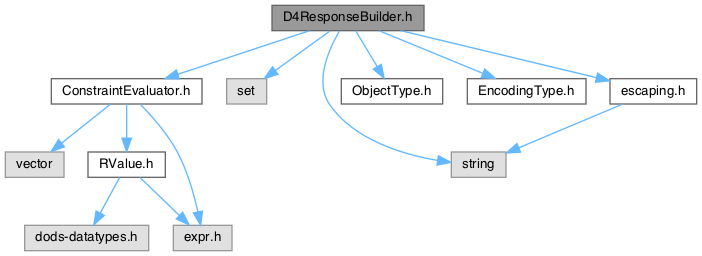 D4ResponseBuilder.h
ConstraintEvaluator.h
set
ObjectType.h
EncodingType.h
escaping.h
vector
RValue.h
string
dods-datatypes.h
expr.h